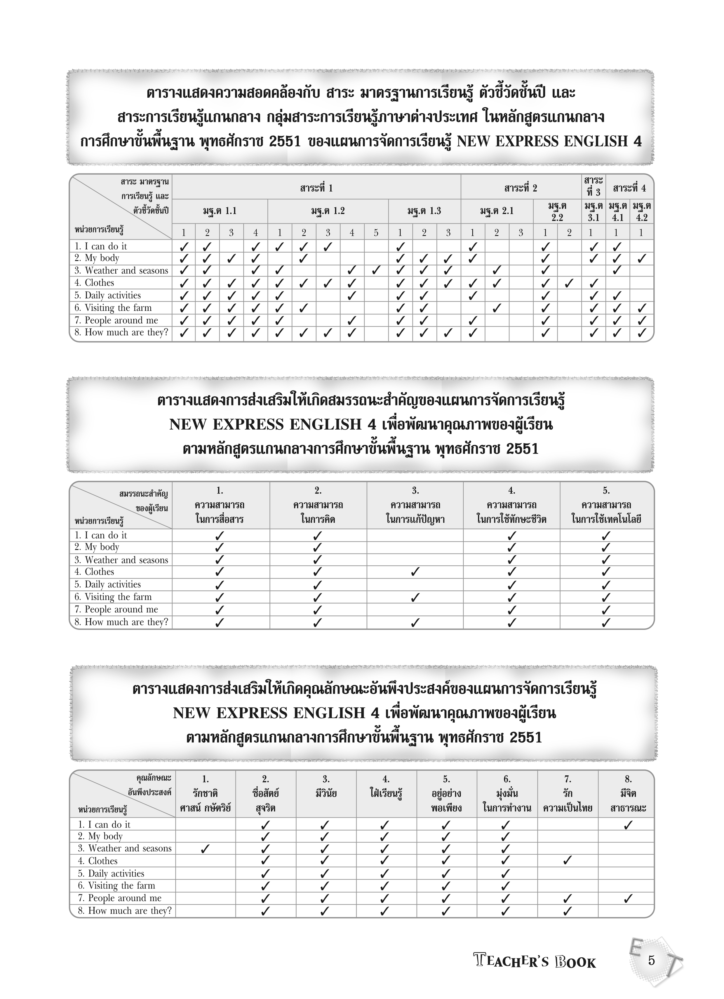 ตารางแสดงความสอดคล้องกับ สาระ มาตรฐานการเรียนรู้ ตัวชี้วัดชั้นปี และ
สาระการเรียนรู้แกนกลาง กลุ่มสาระการเรียนรู้ภาษาต่างประเทศ ในหลักสูตรแกนกลาง
การศึกษาขั้นพื้นฐาน พุทธศักราช 2551 ของแผนการจัดการเรียนรู้ NEW EXPRESS ENGLISH 4
สาระ มาตรฐาน
การเรียนรู้ และ
ตัวชี้วัดชั้นปี
หน่วยการเรียนรู้
สาระที่ 1 สาระที่ 2 สาระที่ 3 สาระที่ 4
มฐ.ต 1.1 มฐ.ต 1.2 มฐ.ต 1.3 มฐ.ต 2.1 มฐ.ต 2.2 มฐ.ต 3.1 มฐ.ต 4.1 มฐ.ต 4.2
1 2 3 4 1 2 3 4 5 1 2 3 1 2 3 1 2 1 1 1
1. I can do it ✓ ✓ ✓ ✓ ✓ ✓ ✓ ✓ ✓ ✓ ✓
2. My body ✓ ✓ ✓ ✓ ✓ ✓ ✓ ✓ ✓ ✓ ✓ ✓ ✓
3. Weather and seasons ✓ ✓ ✓ ✓ ✓ ✓ ✓ ✓ ✓ ✓ ✓ ✓
4. Clothes ✓ ✓ ✓ ✓ ✓ ✓ ✓ ✓ ✓ ✓ ✓ ✓ ✓ ✓ ✓ ✓
5. Daily activities ✓ ✓ ✓ ✓ ✓ ✓ ✓ ✓ ✓ ✓ ✓ ✓
6. Visiting the farm ✓ ✓ ✓ ✓ ✓ ✓ ✓ ✓ ✓ ✓ ✓ ✓ ✓
7. People around me ✓ ✓ ✓ ✓ ✓ ✓ ✓ ✓ ✓ ✓ ✓ ✓ ✓
8. How much are they? ✓ ✓ ✓ ✓ ✓ ✓ ✓ ✓ ✓ ✓ ✓ ✓ ✓ ✓ ✓ ✓
ตารางแสดงการส่งเสริมให้เกิดสมรรถนะสำคัญของแผนการจัดการเรียนรู้
NEW EXPRESS ENGLISH 4 เพื่อพัฒนาคุณภาพของผู้เรียน
ตามหลักสูตรแกนกลางการศึกษาขั้นพื้นฐาน พุทธศักราช 2551
สมรรถนะสำคัญ
ของผู้เรียน
หน่วยการเรียนรู้
1. 2. 3. 4. 5.
ความสามารถ ความสามารถ ความสามารถ ความสามารถ ความสามารถ
ในการสื่อสาร ในการคิด ในการแก้ปัญหา ในการใช้ทักษะชีวิต ในการใช้เทคโนโลยี
1. I can do it ✓ ✓ ✓ ✓
2. My body ✓ ✓ ✓ ✓
3. Weather and seasons ✓ ✓ ✓ ✓
4. Clothes ✓ ✓ ✓ ✓ ✓
5. Daily activities ✓ ✓ ✓ ✓
6. Visiting the farm ✓ ✓ ✓ ✓ ✓
7. People around me ✓ ✓ ✓ ✓
8. How much are they? ✓ ✓ ✓ ✓ ✓
ตารางแสดงการส่งเสริมให้เกิดคุณลักษณะอันพึงประสงค์ของแผนการจัดการเรียนรู้
NEW EXPRESS ENGLISH 4 เพื่อพัฒนาคุณภาพของผู้เรียน
ตามหลักสูตรแกนกลางการศึกษาขั้นพื้นฐาน พุทธศักราช 2551
คุณลักษณะ
อันพึงประสงค์
หน่วยการเรียนรู้
1. 2. 3. 4. 5. 6. 7. 8.
รักชาติ ซื่อสัตย์ มีวินัย ใฝ่เรียนรู้ อยู่อย่าง มุ่งมั่น รัก มีจิต
ศาสน์ กษัตริย์ สุจริต พอเพียง ในการทำงาน ความเป็นไทย สาธารณะ
1. I can do it ✓ ✓ ✓ ✓ ✓ ✓
2. My body ✓ ✓ ✓ ✓ ✓
3. Weather and seasons ✓ ✓ ✓ ✓ ✓ ✓
4. Clothes ✓ ✓ ✓ ✓ ✓ ✓
5. Daily activities ✓ ✓ ✓ ✓ ✓
6. Visiting the farm ✓ ✓ ✓ ✓ ✓
7. People around me ✓ ✓ ✓ ✓ ✓ ✓ ✓
8. How much are they? ✓ ✓ ✓ ✓ ✓ ✓
TEACHER'S BOOK
E 5 T